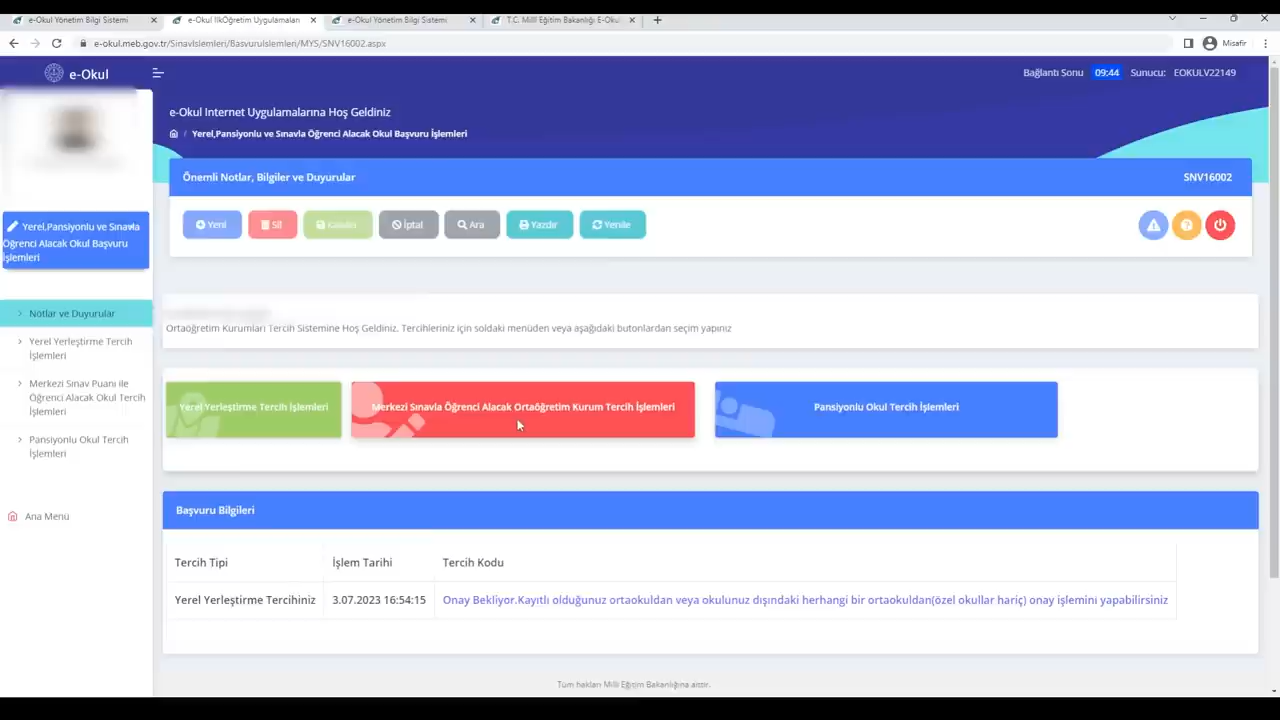 e-Okul Yönetim Bilgi Sistemi
e-Okul İlkÖğretim Uygulamaları
e-Okul Yönetim Bilgi Sistemi
T.C. Millî Eğitim Bakanlığı E-Oku
e-okul.meb.gov.tr/SinavIslemleri/BasvuruIslemleri/MYS/SNV16002.aspx
Misafir
e-Okul
Bağlantı Sonu 09:44 Sunucu: EOKULV22149
e-Okul Internet Uygulamalarına Hoş Geldiniz
/ Yerel,Pansiyonlu ve Sınavla Öğrenci Alacak Okul Başvuru İşlemleri
Önemli Notlar, Bilgiler ve Duyurular
SNV16002
Yeni
Sil
Kaydet
İptal
Ara
Yazdır
Yenile
Yerel,Pansiyonlu ve Sınavla
Öğrenci Alacak Okul Başvuru
İşlemleri
Notlar ve Duyurular
Yerel Yerleştirme Tercih
İşlemleri
Merkezi Sınav Puanı ile
Öğrenci Alacak Okul Tercih
İşlemleri
Pansiyonlu Okul Tercih
İşlemleri
Ana Menü
Ortaöğretim Kurumları Tercih Sistemine Hoş Geldiniz. Tercihleriniz için soldaki menüden veya aşağıdaki butonlardan seçim yapınız
Yerel Yerleştirme Tercih İşlemleri
Merkezi Sınavla Öğrenci Alacak Ortaöğretim Kurum Tercih İşlemleri
Pansiyonlu Okul Tercih İşlemleri
Başvuru Bilgileri
Tercih Tipi
İşlem Tarihi
Tercih Kodu
Yerel Yerleştirme Tercihiniz
3.07.2023 16:54:15
Onay Bekliyor.Kayıtlı olduğunuz ortaokuldan veya okulunuz dışındaki herhangi bir ortaokuldan(özel okullar hariç) onay işlemini yapabilirsiniz
Tüm hakları Milli Eğitim Bakanlığına aittir.